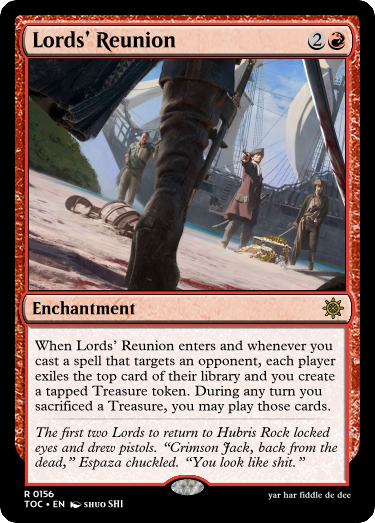 Lords' Reunion 2
Enchantment
When Lords' Reunion enters and whenever you
cast a spell that targets an opponent, each player
exiles the top card of their library and you create
a tapped Treasure token. During any turn you
sacrificed a Treasure, you may play those cards.
The first two Lords to return to Hubris Rock locked
eyes and drew pistols. “Crimson Jack, back from the
dead,” Espaza chuckled. “You look like shit.”
R 0156
TOC • EN SHUO SHI
yar har fiddle de dee